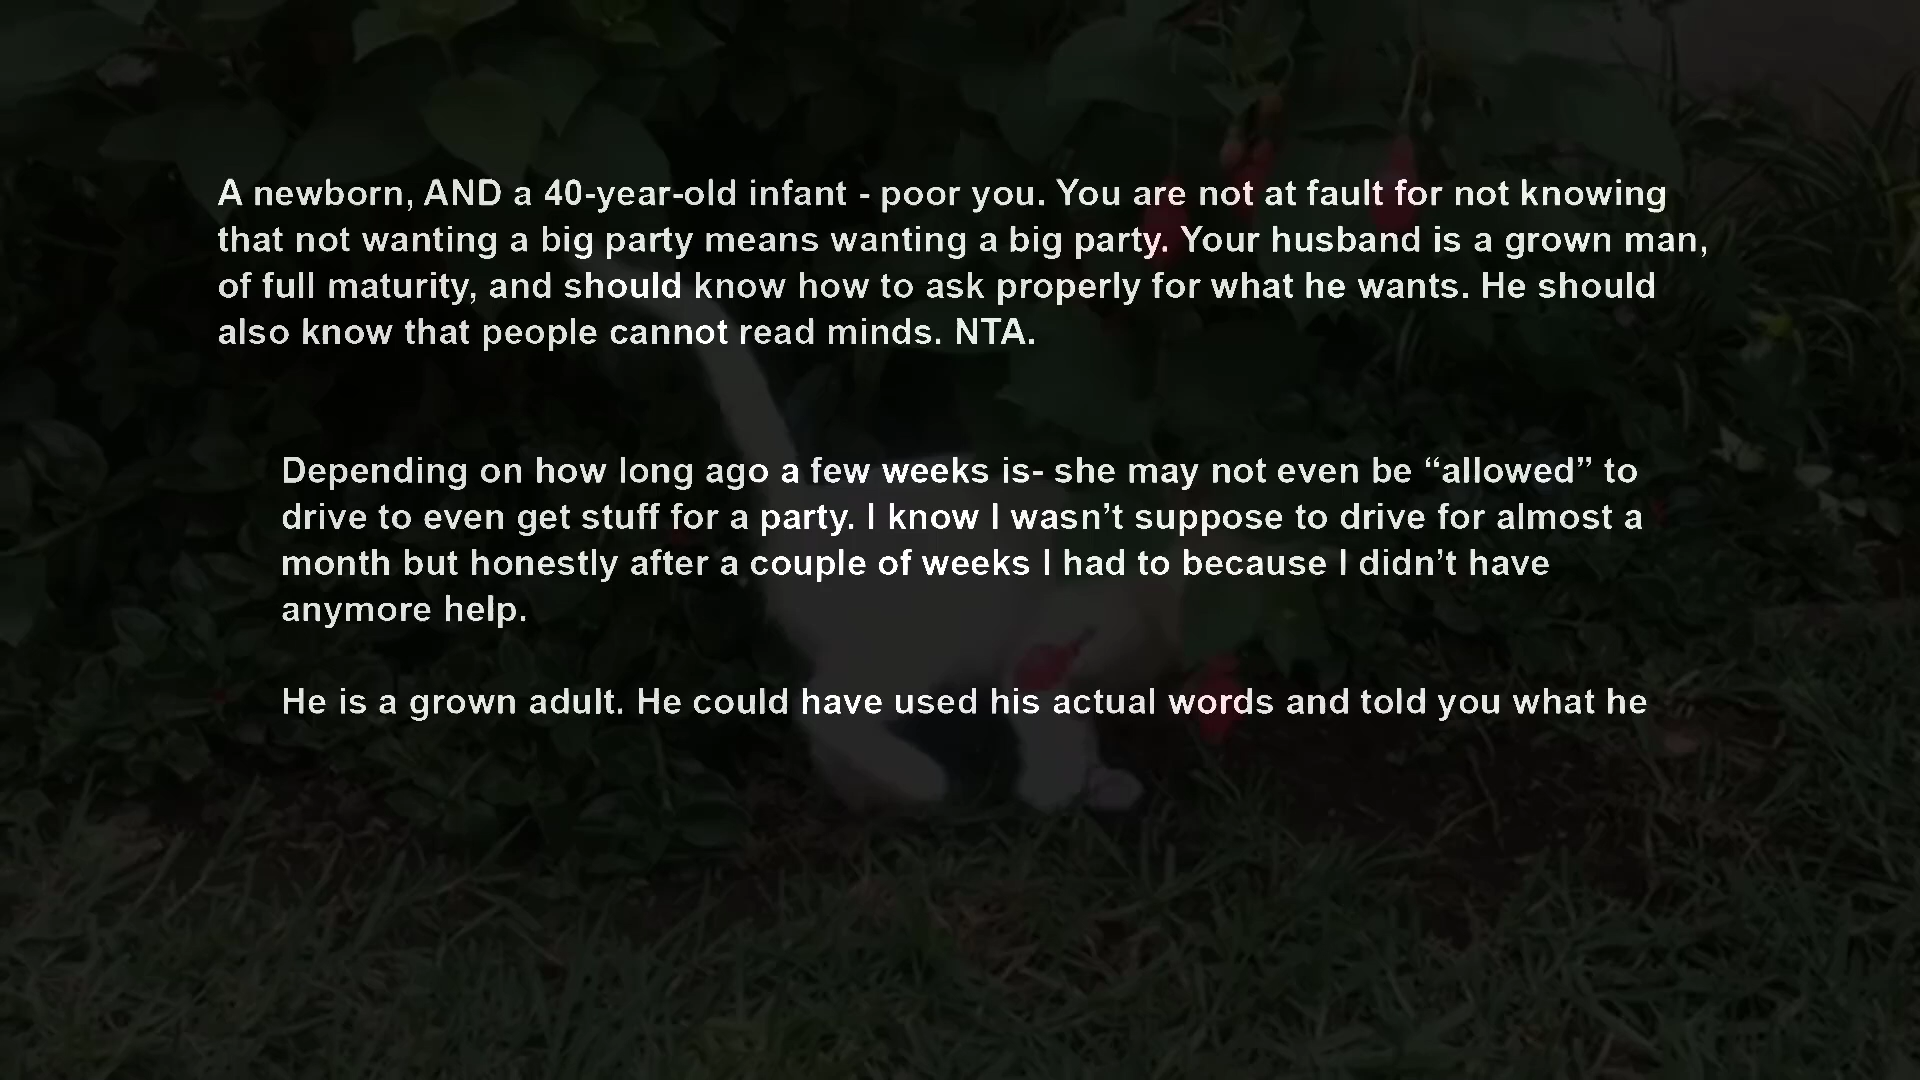 A newborn, AND a 40-year-old infant - poor you. You are not at fault for not knowing
that not wanting a big party means wanting a big party. Your husband is a grown man,
of full maturity, and should know how to ask properly for what he wants. He should
also know that people cannot read minds. NTA.
Depending on how long ago a few weeks is- she may not even be “allowed” to
drive to even get stuff for a party. I know I wasn’t suppose to drive for almost a
month but honestly after a couple of weeks I had to because I didn’t have
anymore help.
He is a grown adult. He could have used his actual words and told you what he